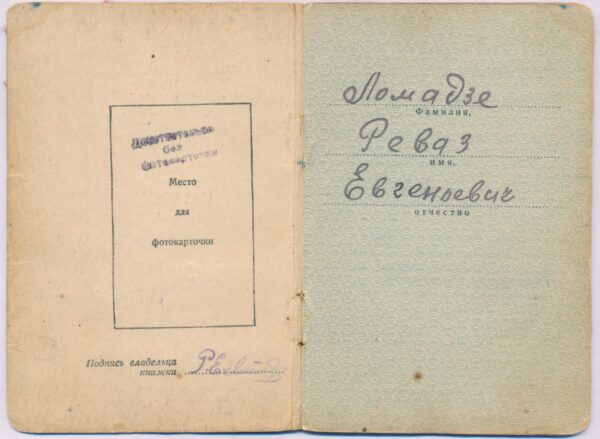 Действительна
без
фотокарточки
Место
для
фотокарточки
Подпись владельца
книжки
Ломадзе
Фамилия,
Реваз
имя,
Евгеньевич
отчество